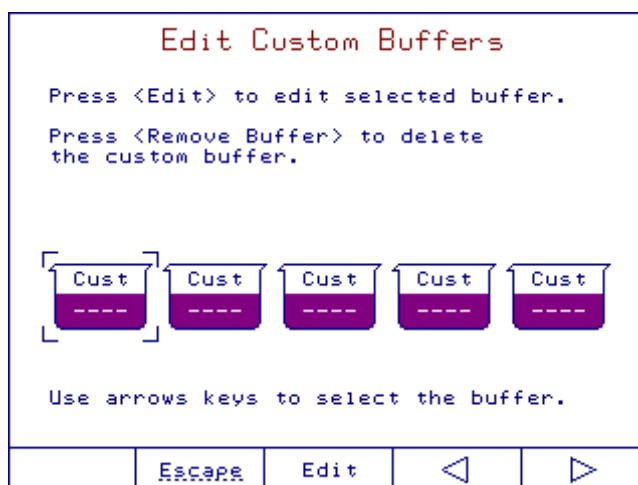 Edit Custom Buffers
Press <Edit> to edit selected buffer.
Press <Remove Buffer> to delete
the custom buffer.
Cust Cust Cust Cust Cust
---- ---- ---- ---- ----
Use arrows keys to select the buffer.
Escape Edit